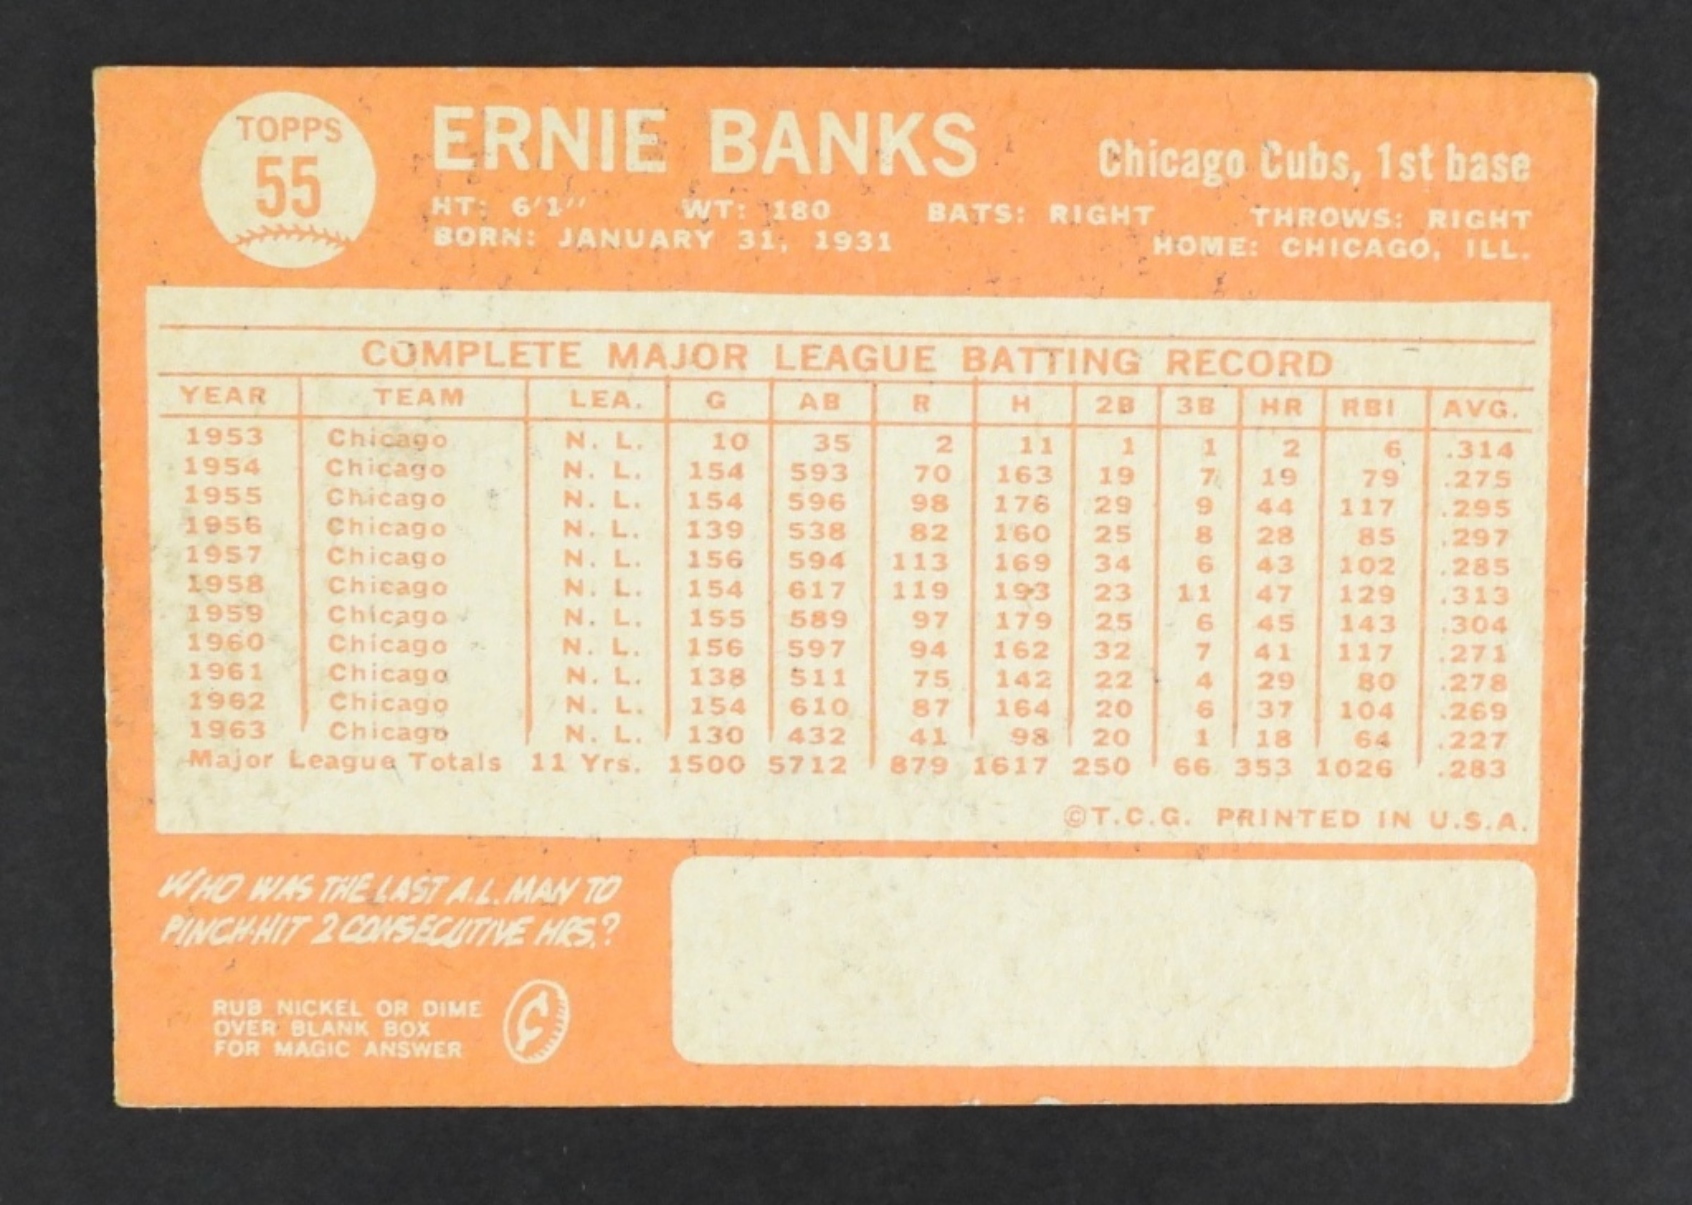 TOPPS
55
ERNIE BANKS
Chicago Cubs, 1st base
HT: 6'1" WT: 180 BATS: RIGHT THROWS: RIGHT
BORN: JANUARY 31, 1931 HOME: CHICAGO, ILL.
COMPLETE MAJOR LEAGUE BATTING RECORD
YEAR TEAM LEA. G AB R H 2B 3B HR RBI AVG.
1953 Chicago N. L. 10 35 2 11 1 1 2 6 .314
1954 Chicago N. L. 154 593 70 163 19 7 19 79 .275
1955 Chicago N. L. 154 596 98 176 29 9 44 117 .295
1956 Chicago N. L. 139 538 82 160 25 8 28 85 .297
1957 Chicago N. L. 156 594 113 169 34 6 43 102 .285
1958 Chicago N. L. 154 617 119 193 23 11 47 129 .313
1959 Chicago N. L. 155 589 97 179 25 6 45 143 .304
1960 Chicago N. L. 156 597 94 162 32 7 41 117 .271
1961 Chicago N. L. 138 511 75 142 22 4 29 80 .278
1962 Chicago N. L. 154 610 87 164 20 6 37 104 .269
1963 Chicago N. L. 130 432 41 98 20 1 18 64 .227
Major League Totals 11 Yrs. 1500 5712 879 1617 250 66 353 1026 .283
©T.C.G. PRINTED IN U.S.A.
WHO WAS THE LAST A.L. MAN TO
PINCH-HIT 2 CONSECUTIVE HRS.?
RUB NICKEL OR DIME
OVER BLANK BOX
FOR MAGIC ANSWER
¢